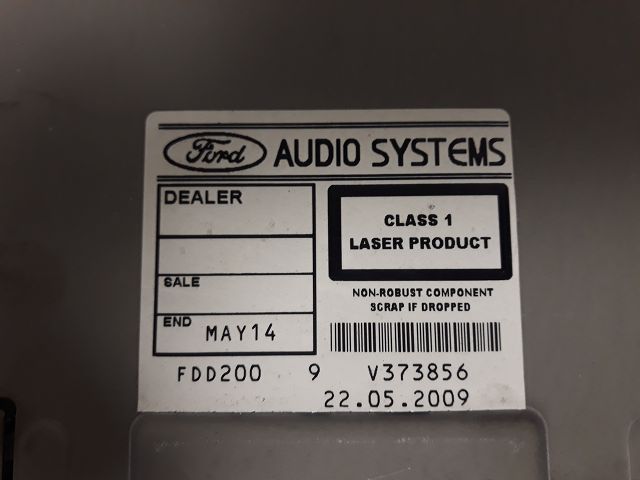 Ford AUDIO SYSTEMS
DEALER
SALE
END MAY14
CLASS 1
LASER PRODUCT
NON-ROBUST COMPONENT
SCRAP IF DROPPED
FDD200 9 V373856
22.05.2009